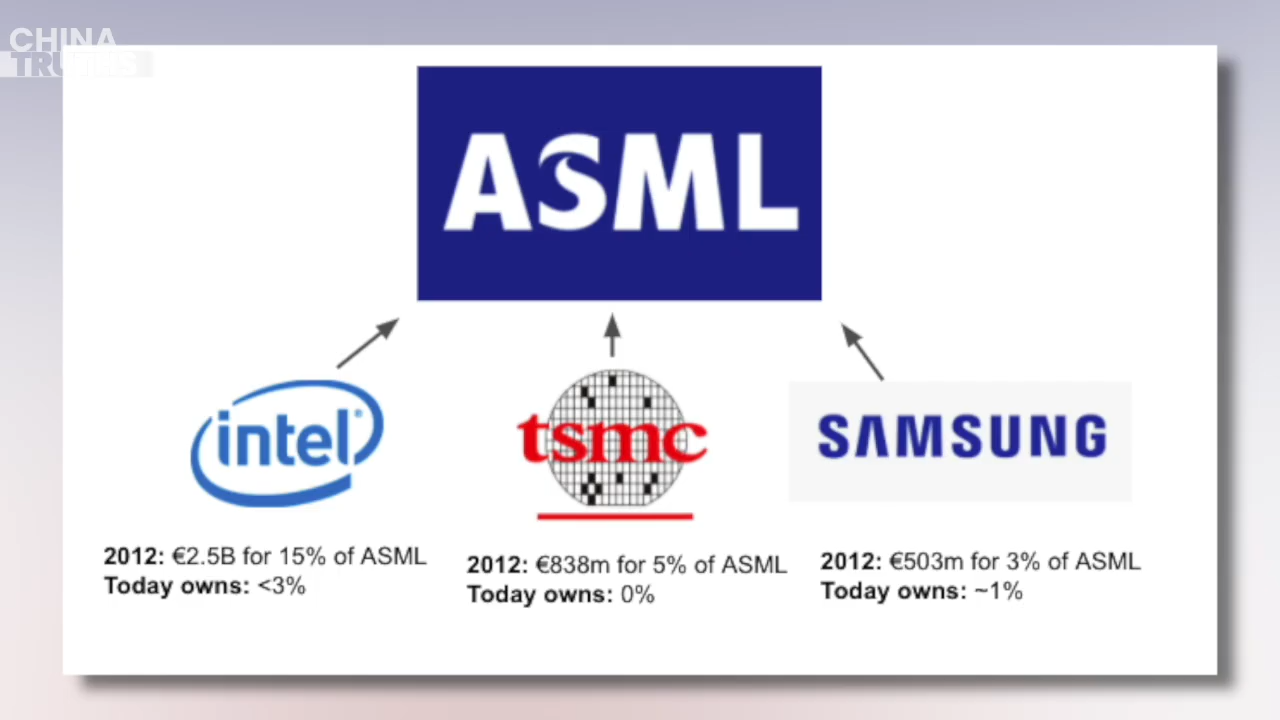 CHINA
TRUTHS
ASML
intel
tsmc
SAMSUNG
2012: €2.5B for 15% of ASML
Today owns: <3%
2012: €838m for 5% of ASML
Today owns: 0%
2012: €503m for 3% of ASML
Today owns: ~1%